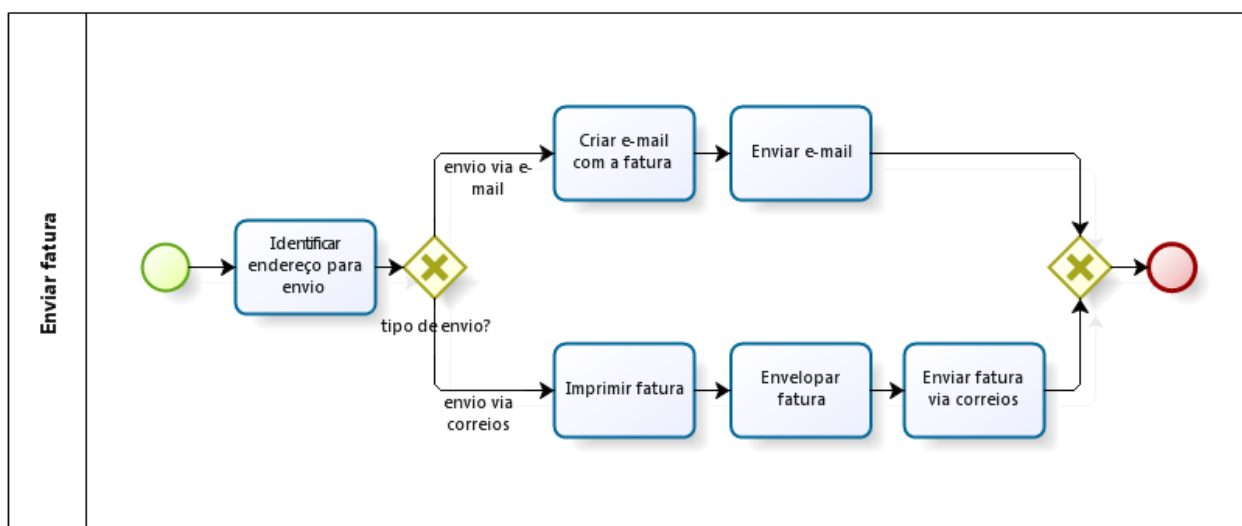 Enviar fatura
Identificar
endereço para
envio
tipo de envio?
envio via e-
mail
Criar e-mail
com a fatura
Enviar e-mail
envio via
correios
Imprimir fatura
Envelopar
fatura
Enviar fatura
via correios